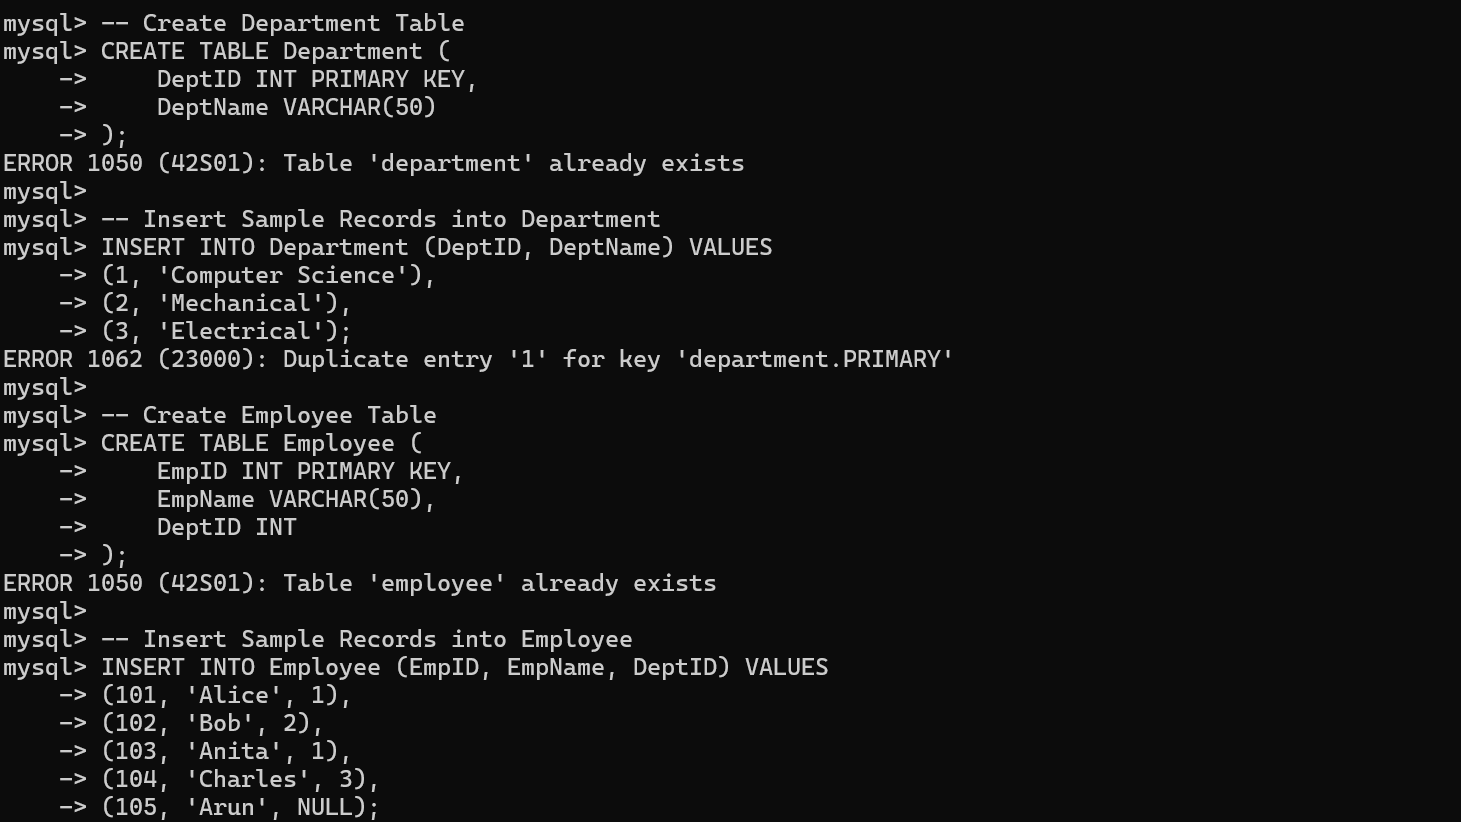 mysql> -- Create Department Table
mysql> CREATE TABLE Department (
    ->     DeptID INT PRIMARY KEY,
    ->     DeptName VARCHAR(50)
    -> );
ERROR 1050 (42S01): Table 'department' already exists
mysql>
mysql> -- Insert Sample Records into Department
mysql> INSERT INTO Department (DeptID, DeptName) VALUES
    -> (1, 'Computer Science'),
    -> (2, 'Mechanical'),
    -> (3, 'Electrical');
ERROR 1062 (23000): Duplicate entry '1' for key 'department.PRIMARY'
mysql>
mysql> -- Create Employee Table
mysql> CREATE TABLE Employee (
    ->     EmpID INT PRIMARY KEY,
    ->     EmpName VARCHAR(50),
    ->     DeptID INT
    -> );
ERROR 1050 (42S01): Table 'employee' already exists
mysql>
mysql> -- Insert Sample Records into Employee
mysql> INSERT INTO Employee (EmpID, EmpName, DeptID) VALUES
    -> (101, 'Alice', 1),
    -> (102, 'Bob', 2),
    -> (103, 'Anita', 1),
    -> (104, 'Charles', 3),
    -> (105, 'Arun', NULL);